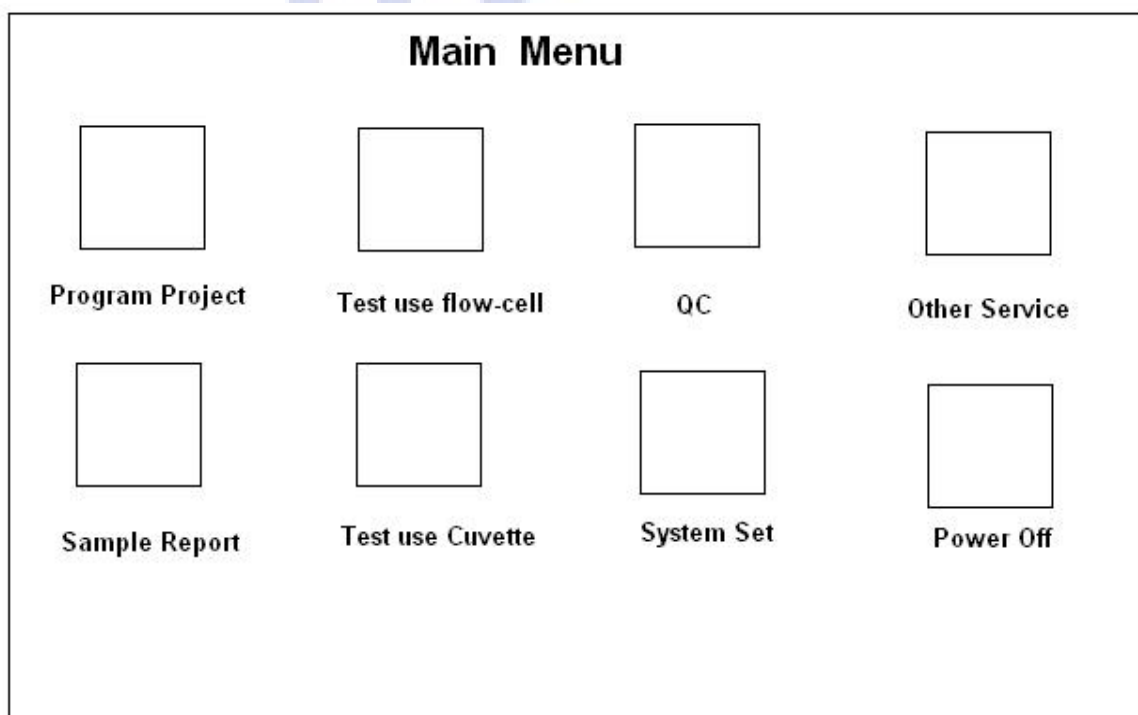 Main Menu
Program Project
Test use flow-cell
QC
Other Service
Sample Report
Test use Cuvette
System Set
Power Off